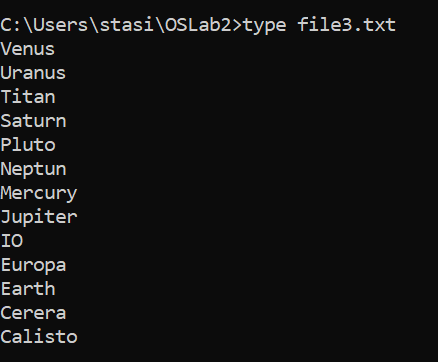 C:\Users\stasi\OSLab2>type file3.txt
Venus
Uranus
Titan
Saturn
Pluto
Neptun
Mercury
Jupiter
IO
Europa
Earth
Cerera
Calisto